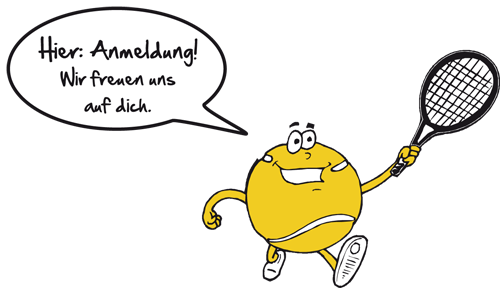 Hier: Anmeldung!
Wir freuen uns
auf dich.